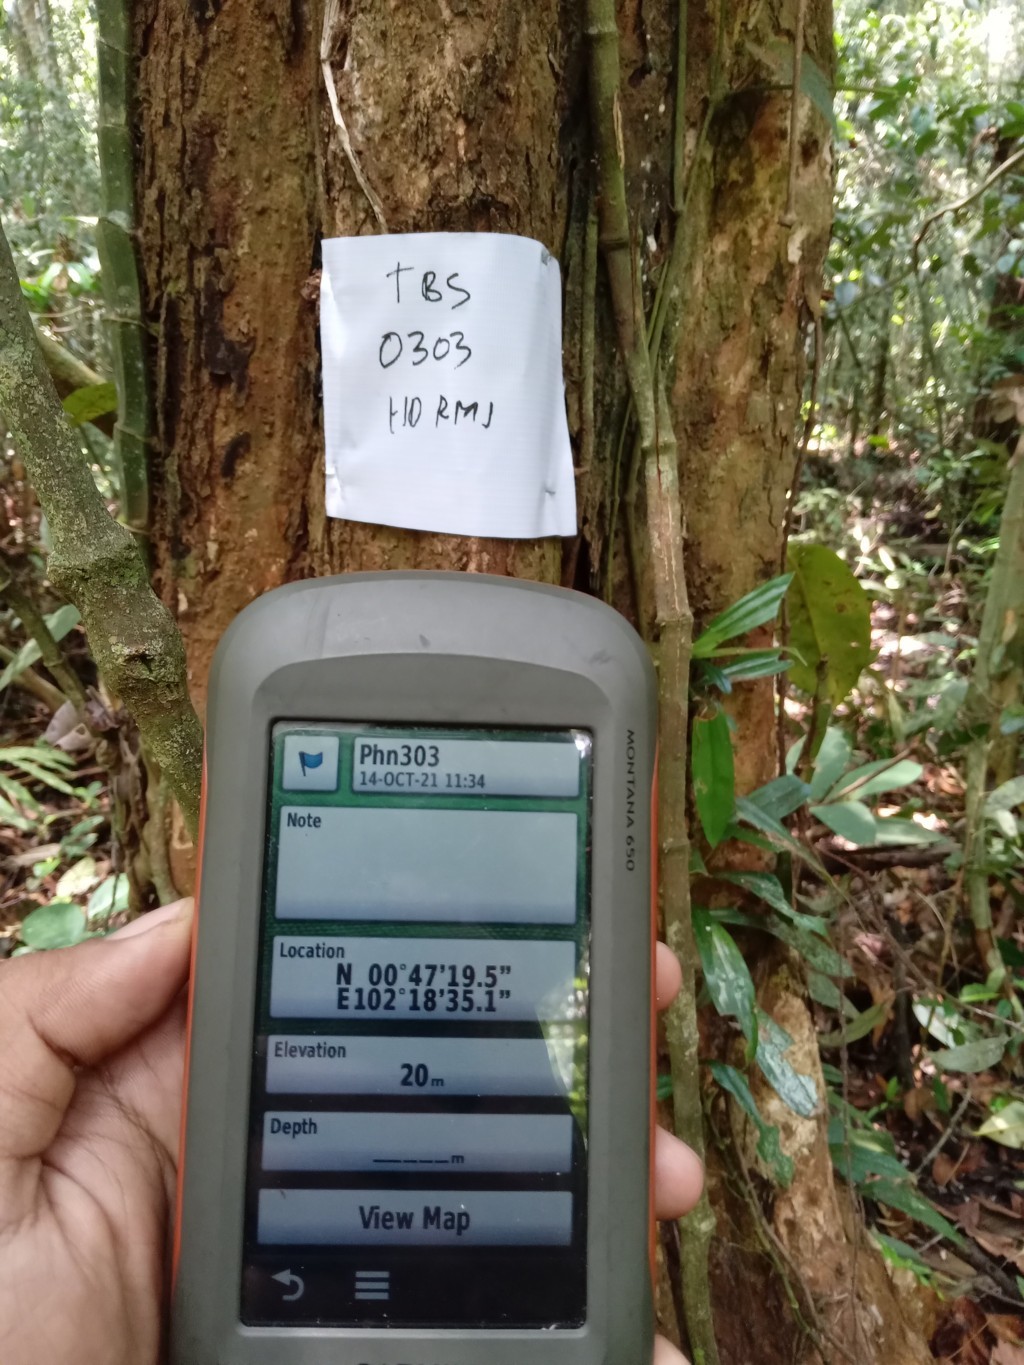 TBS
0303
HD RMJ
MONTANA 650
Phn303
14-OCT-21 11:34
Note
Location
N 00°47'19.5"
E102°18'35.1"
Elevation
20m
Depth
_____m
View Map